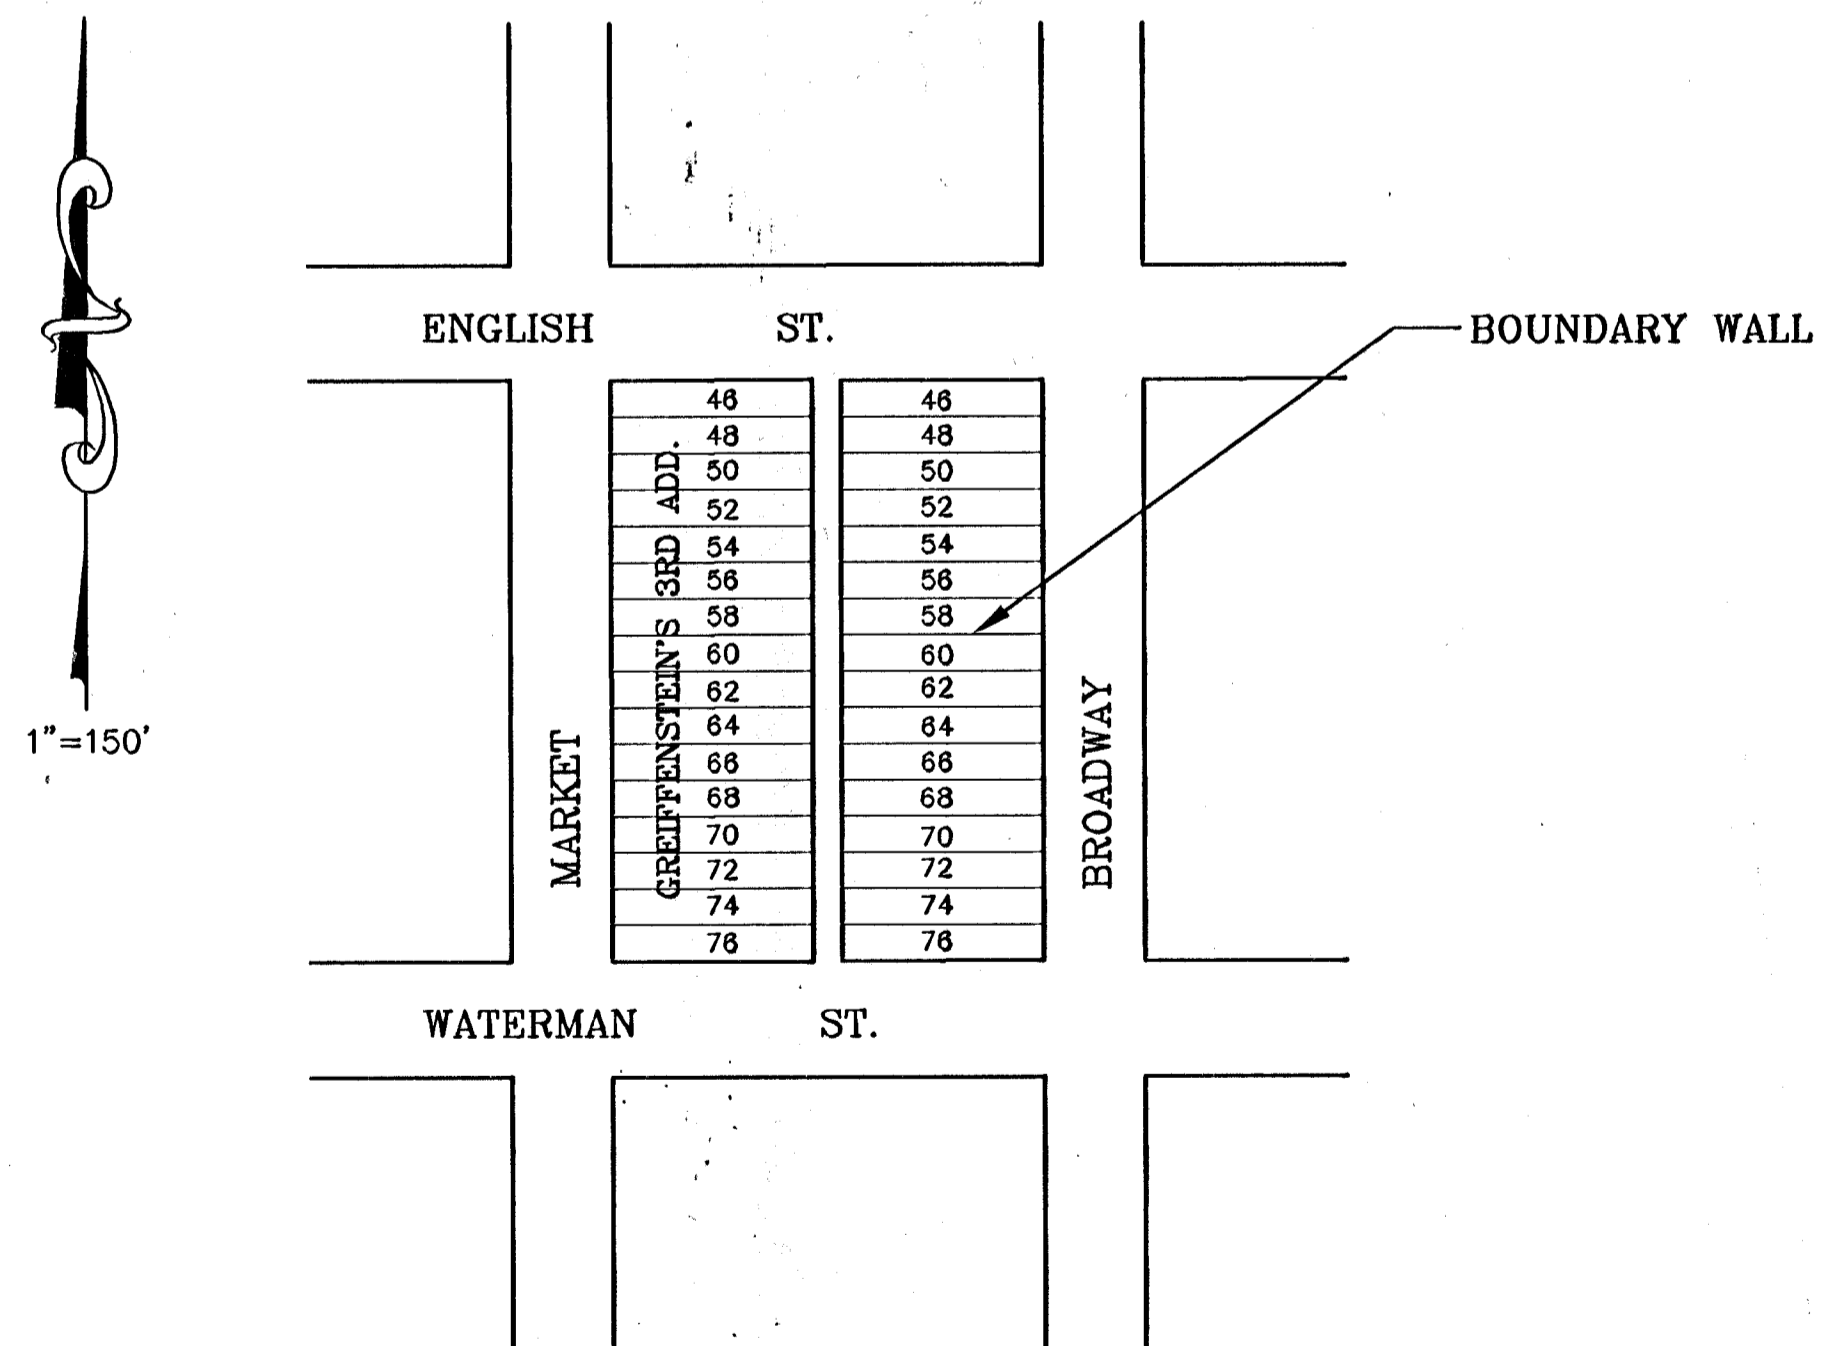 ENGLISH ST.
BOUNDARY WALL
46 46
48 48
50 50
52 52
54 54
56 56
58 58
60 60
62 62
64 64
66 66
68 68
70 70
72 72
74 74
76 76
GREIFFENSTEIN'S 3RD ADD.
MARKET
BROADWAY
1"=150'
WATERMAN ST.